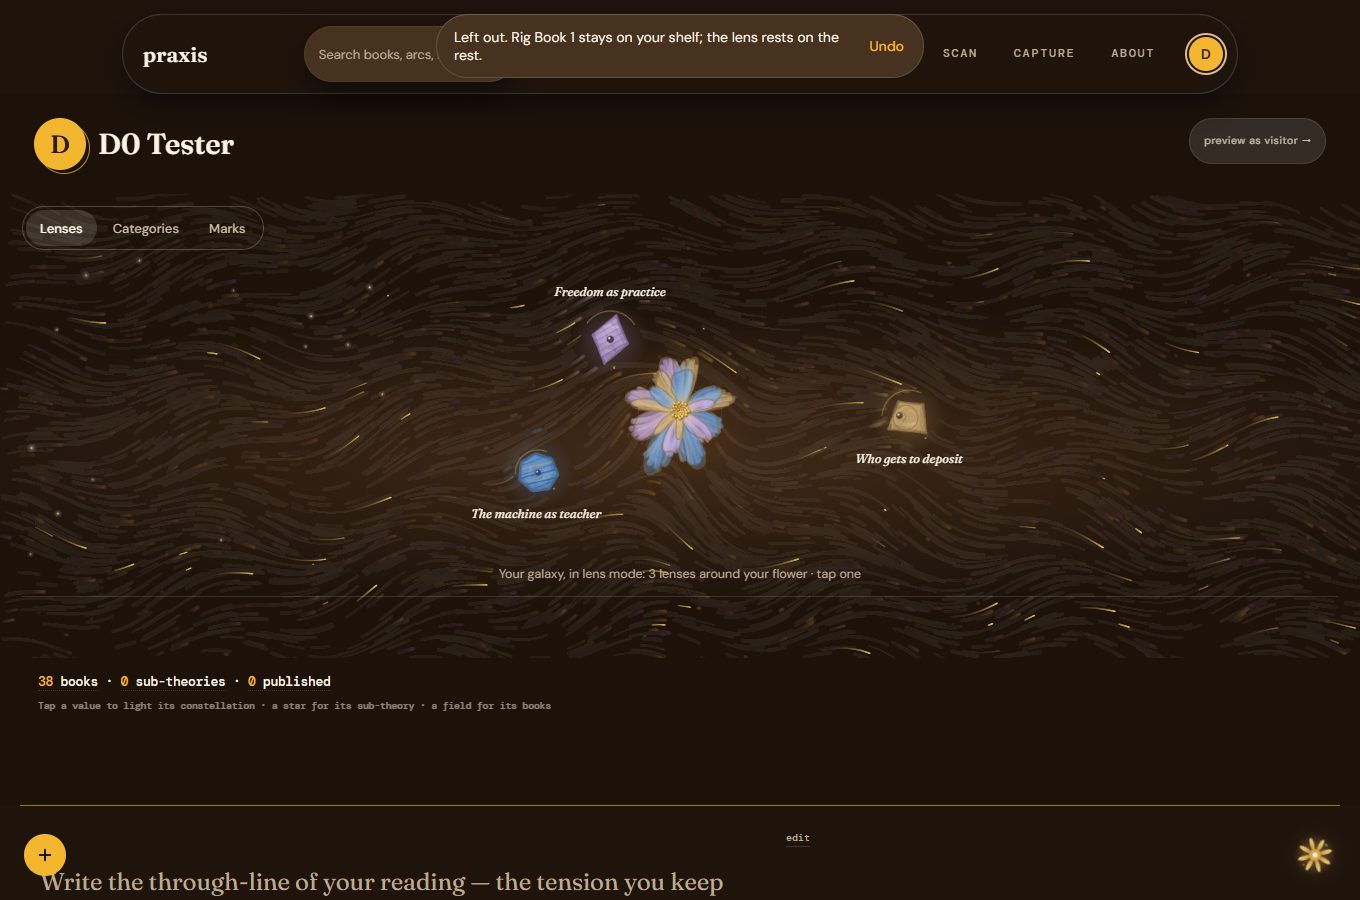 praxis
Search books, arcs,
Left out. Rig Book 1 stays on your shelf; the lens rests on the
rest.
Undo
SCAN
CAPTURE
ABOUT
D
D
D0 Tester
preview as visitor →
Lenses
Categories
Marks
Freedom as practice
Who gets to deposit
The machine as teacher
Your galaxy, in lens mode: 3 lenses around your flower · tap one
38 books · 0 sub-theories · 0 published
Tap a value to light its constellation · a star for its sub-theory · a field for its books
edit
+
Write the through-line of your reading — the tension you keep